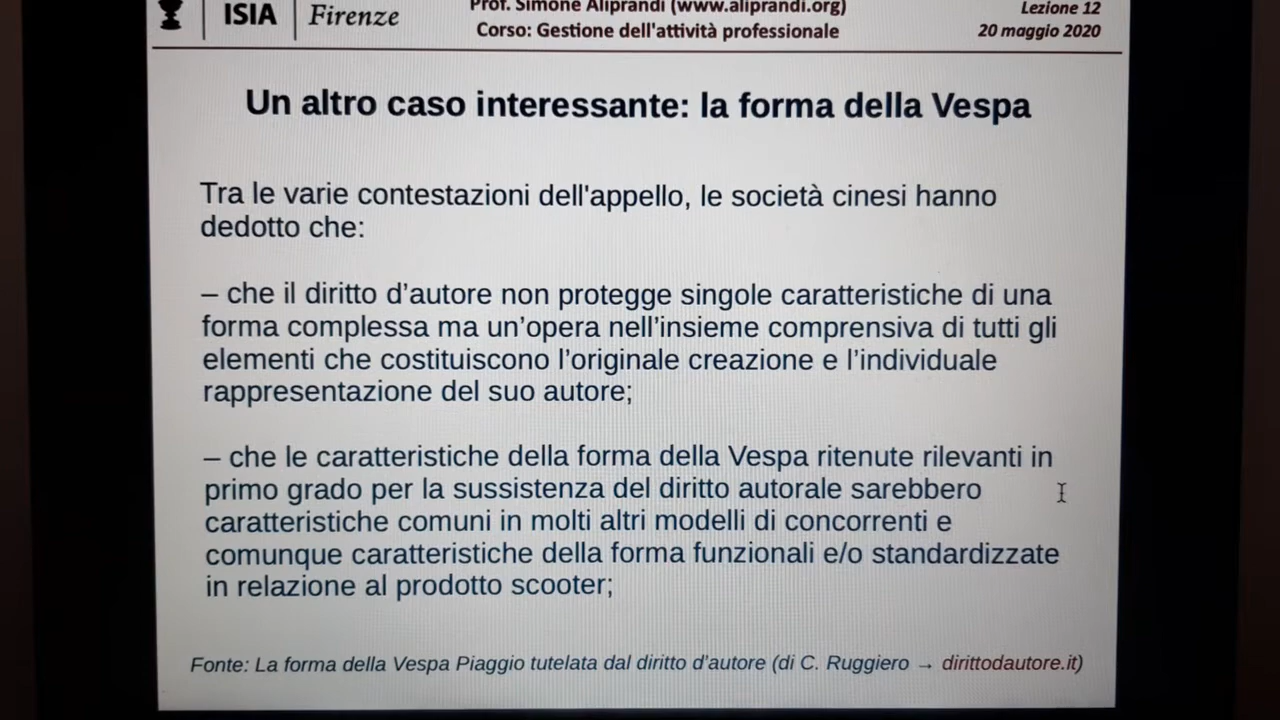 ISIA Firenze
Prof. Simone Aliprandi (www.aliprandi.org)
Corso: Gestione dell'attività professionale
Lezione 12
20 maggio 2020
Un altro caso interessante: la forma della Vespa
Tra le varie contestazioni dell'appello, le società cinesi hanno
dedotto che:
– che il diritto d’autore non protegge singole caratteristiche di una
forma complessa ma un’opera nell’insieme comprensiva di tutti gli
elementi che costituiscono l’originale creazione e l’individuale
rappresentazione del suo autore;
– che le caratteristiche della forma della Vespa ritenute rilevanti in
primo grado per la sussistenza del diritto autorale sarebbero
caratteristiche comuni in molti altri modelli di concorrenti e
comunque caratteristiche della forma funzionali e/o standardizzate
in relazione al prodotto scooter;
Fonte: La forma della Vespa Piaggio tutelata dal diritto d’autore (di C. Ruggiero → dirittodautore.it)